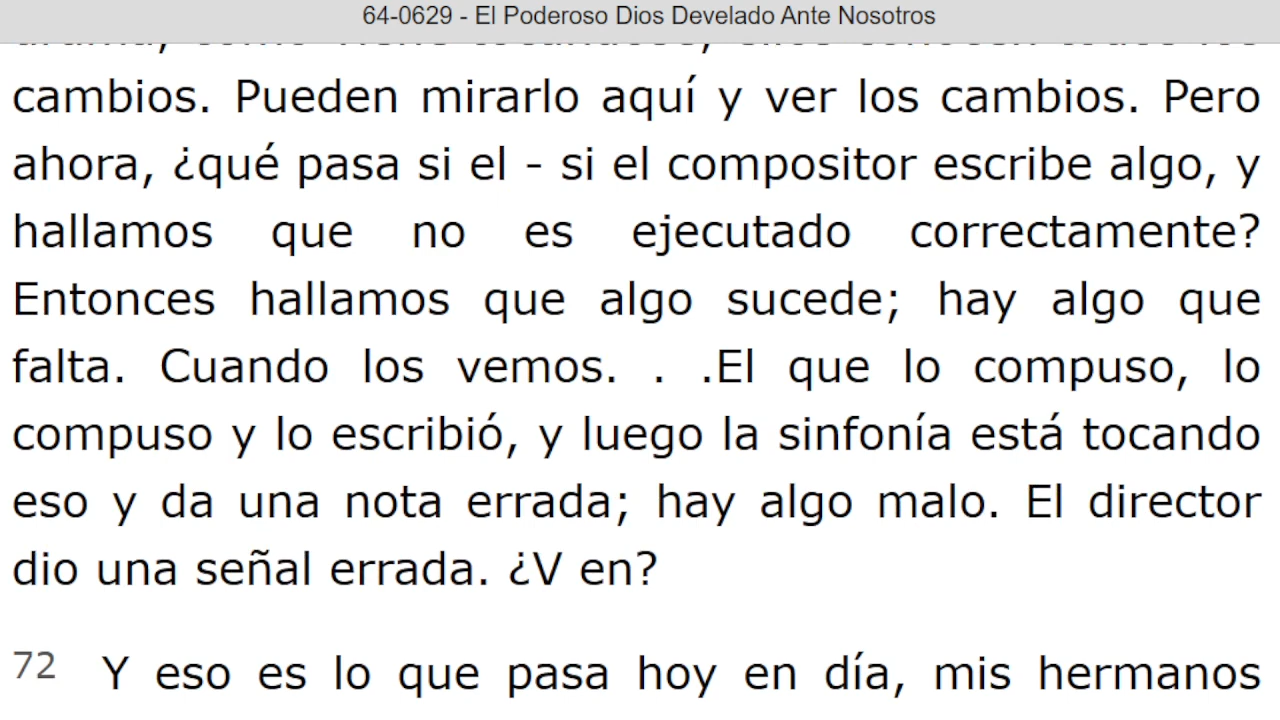 64-0629 - El Poderoso Dios Develado Ante Nosotros
cambios. Pueden mirarlo aquí y ver los cambios. Pero
ahora, ¿qué pasa si el - si el compositor escribe algo, y
hallamos que no es ejecutado correctamente?
Entonces hallamos que algo sucede; hay algo que
falta. Cuando los vemos. . .El que lo compuso, lo
compuso y lo escribió, y luego la sinfonía está tocando
eso y da una nota errada; hay algo malo. El director
dio una señal errada. ¿V en?
72 Y eso es lo que pasa hoy en día, mis hermanos